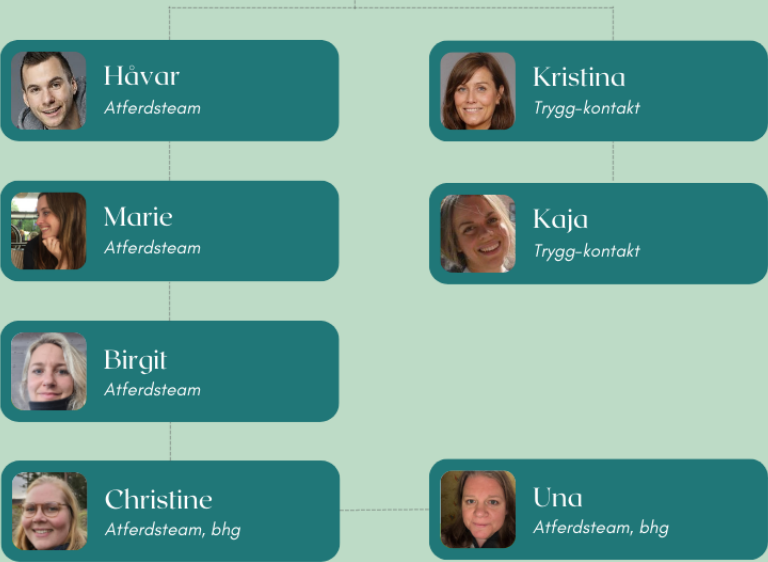 Håvar
Atferdsteam
Kristina
Trygg-kontakt
Marie
Atferdsteam
Kaja
Trygg-kontakt
Birgit
Atferdsteam
Christine
Atferdsteam, bhg
Una
Atferdsteam, bhg